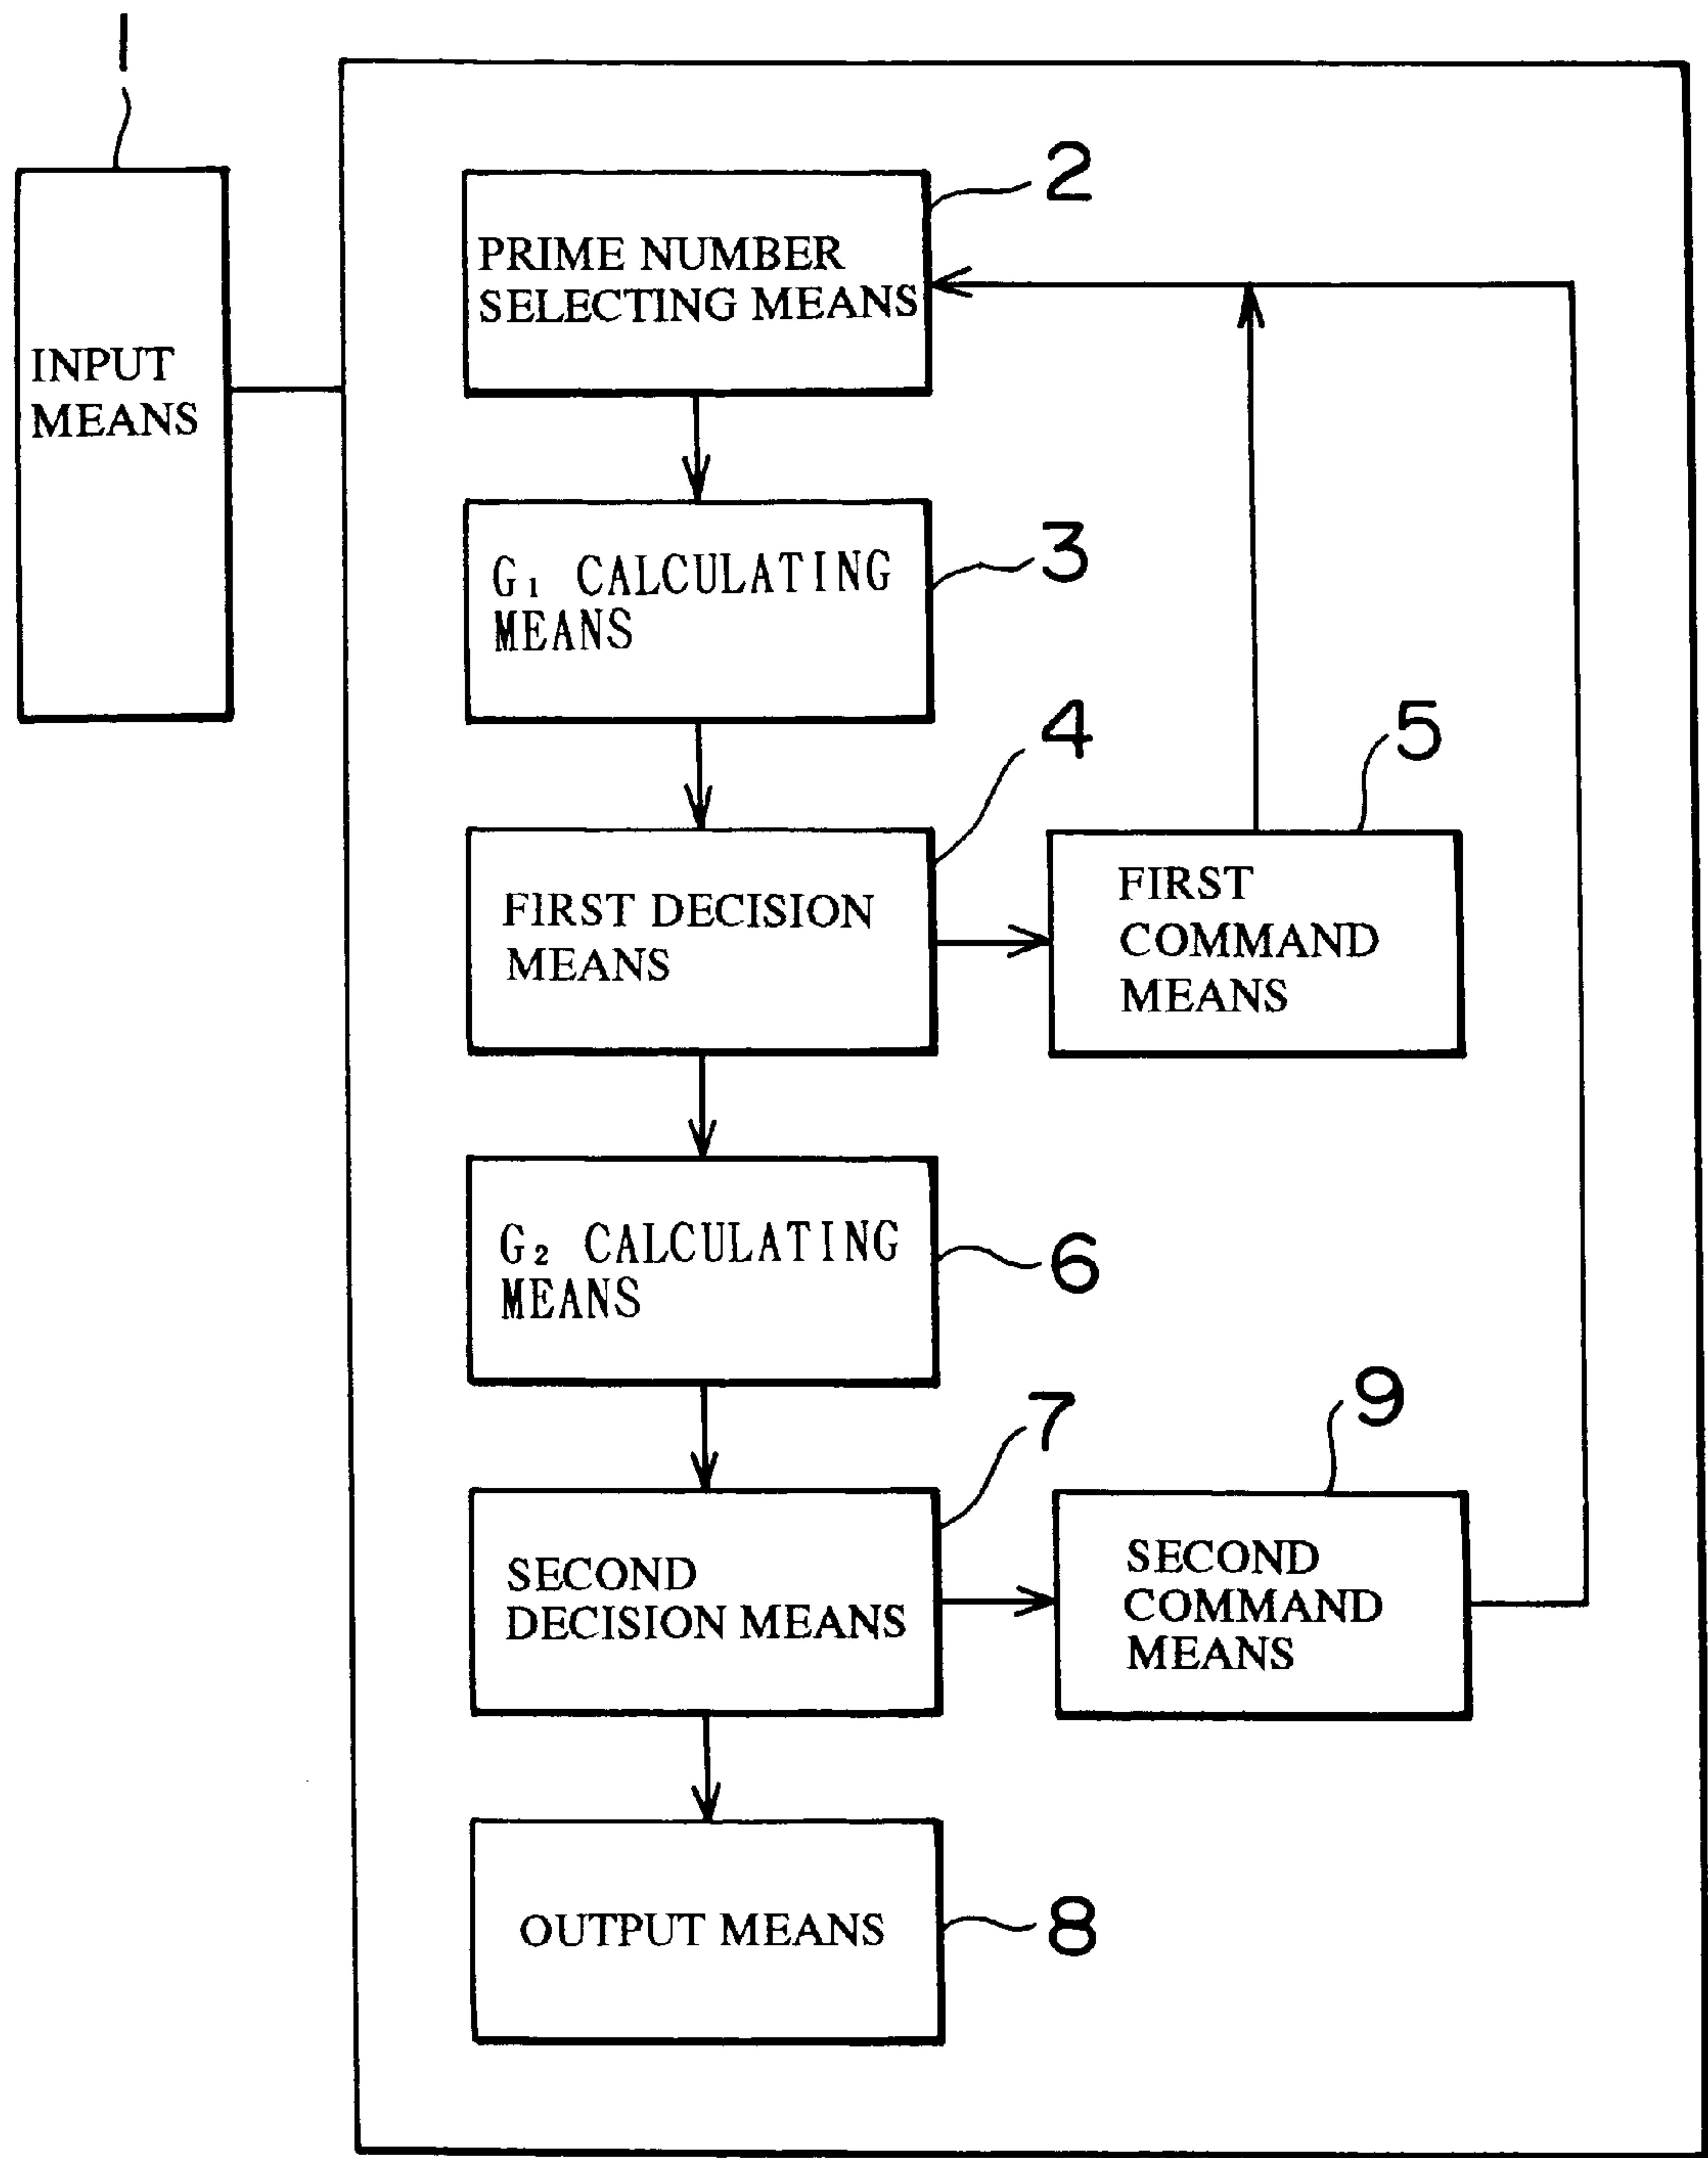 1
INPUT
MEANS
2
PRIME NUMBER
SELECTING MEANS
3
G₁ CALCULATING
MEANS
4
FIRST DECISION
MEANS
5
FIRST
COMMAND
MEANS
6
G₂ CALCULATING
MEANS
7
SECOND
DECISION MEANS
9
SECOND
COMMAND
MEANS
8
OUTPUT MEANS